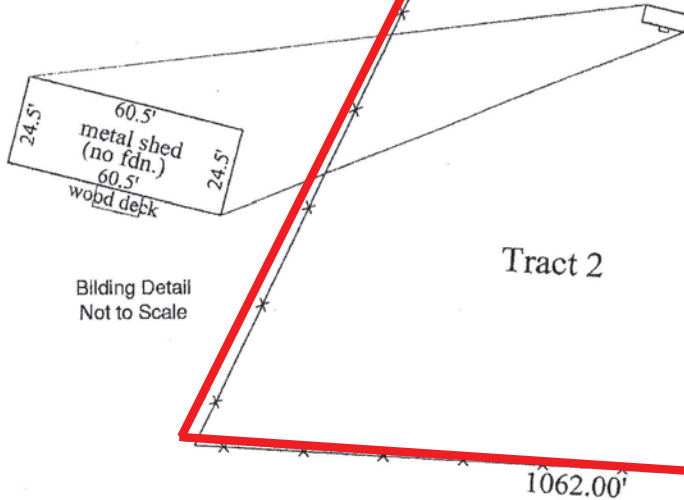 60.5'
24.5'
metal shed
(no fdn.)
24.5'
60.5'
wood deck
Tract 2
Bilding Detail
Not to Scale
1062.00'